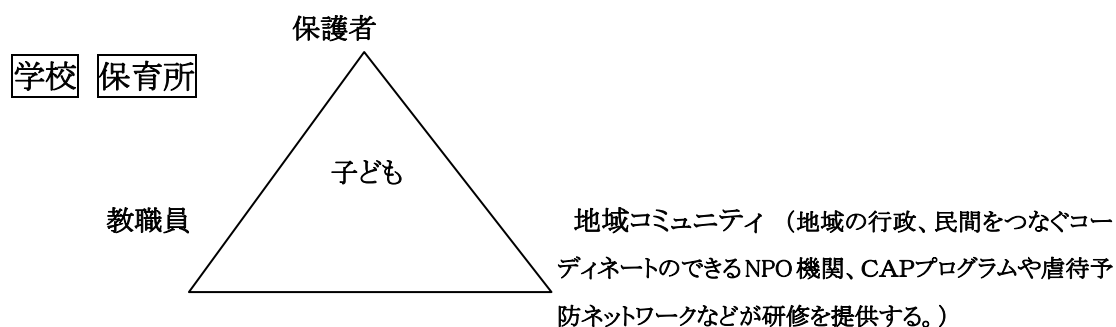 保護者
学校 保育所
子ども
教職員
地域コミュニティ （地域の行政、民間をつなぐコー
ディネートのできるNPO機関、CAPプログラムや虐待予
防ネットワークなどが研修を提供する。）